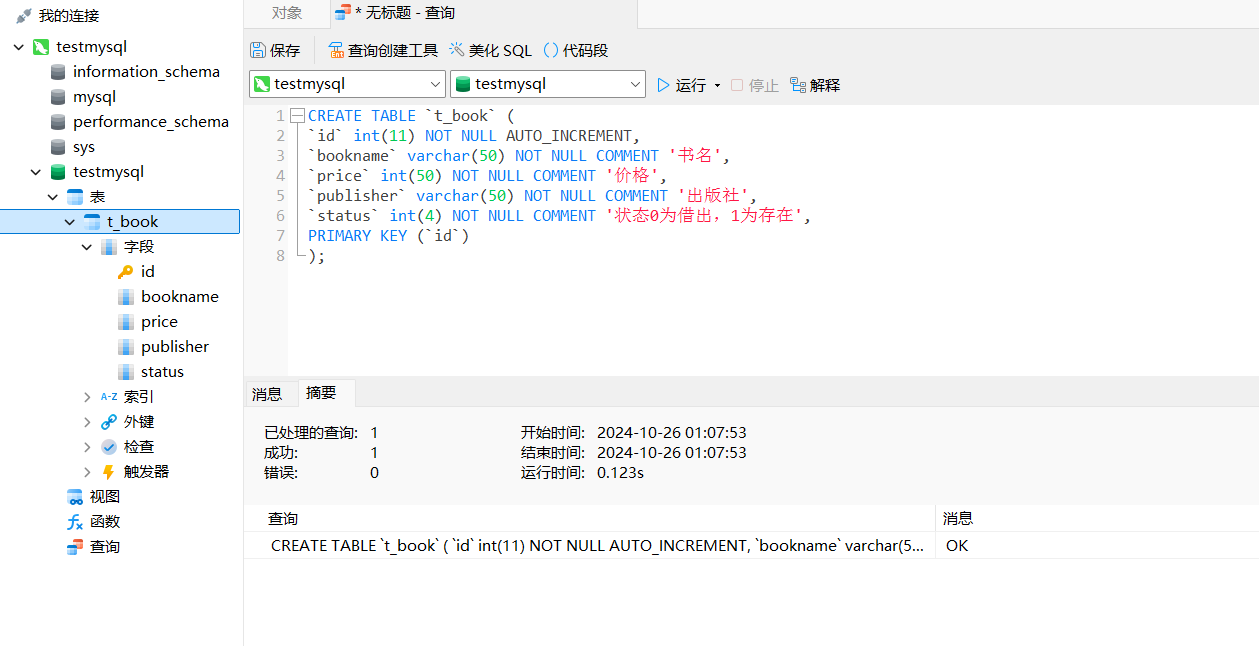 我的连接
testmysql
information_schema
mysql
performance_schema
sys
testmysql
表
t_book
字段
id
bookname
price
publisher
status
A-Z 索引
外键
检查
触发器
视图
fx 函数
查询
对象
* 无标题 - 查询
保存 查询创建工具 美化 SQL () 代码段
testmysql testmysql 运行 停止 解释
1 CREATE TABLE `t_book` (
2 `id` int(11) NOT NULL AUTO_INCREMENT,
3 `bookname` varchar(50) NOT NULL COMMENT '书名',
4 `price` int(50) NOT NULL COMMENT '价格',
5 `publisher` varchar(50) NOT NULL COMMENT '出版社',
6 `status` int(4) NOT NULL COMMENT '状态0为借出，1为存在',
7 PRIMARY KEY (`id`)
8 );
消息 摘要
已处理的查询: 1 开始时间: 2024-10-26 01:07:53
成功: 1 结束时间: 2024-10-26 01:07:53
错误: 0 运行时间: 0.123s
查询 消息
CREATE TABLE `t_book` ( `id` int(11) NOT NULL AUTO_INCREMENT, `bookname` varchar(5... OK